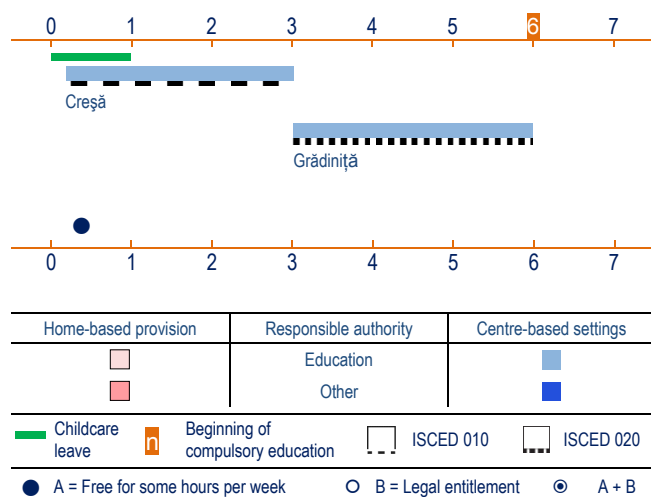 0 1 2 3 4 5 6 7
Creşă
Grădiniță
0 1 2 3 4 5 6 7
Home-based provision Responsible authority Centre-based settings
Education
Other
Childcare leave n Beginning of compulsory education ISCED 010 ISCED 020
A = Free for some hours per week B = Legal entitlement A + B